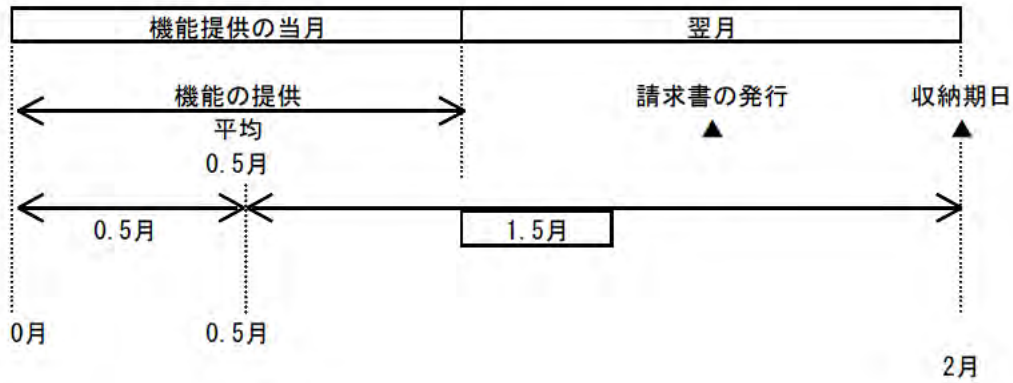 機能提供の当月 翌月
機能の提供 請求書の発行 収納期日
平均 ▲ ▲
0.5月
0.5月 1.5月
0月 0.5月
2月